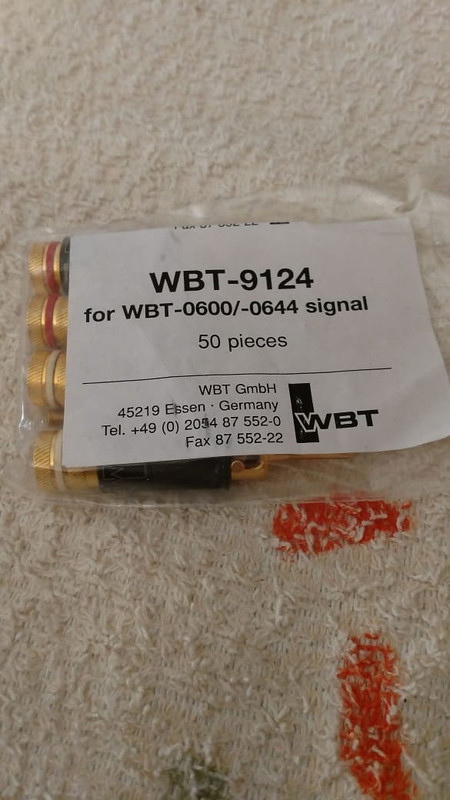 WBT-9124
for WBT-0600/-0644 signal
50 pieces
WBT GmbH
45219 Essen · Germany
Tel. +49 (0) 2054 87 552-0
Fax 87 552-22
WBT